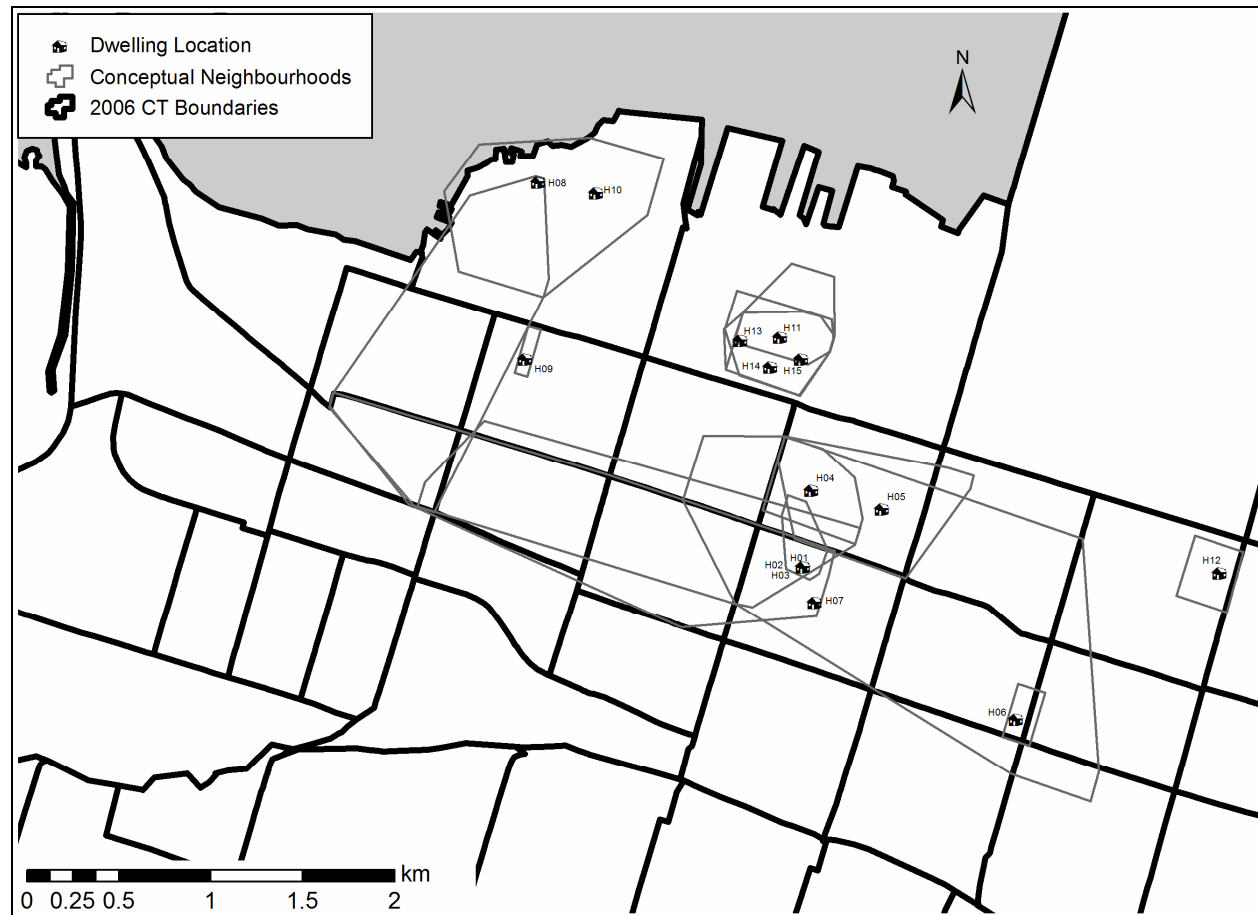 Dwelling Location
Conceptual Neighbourhoods
2006 CT Boundaries
N
H08
H10
H13
H11
H09
H14
H15
H04
H05
H01
H02
H03
H12
H07
H06
km
0 0.25 0.5 1 1.5 2